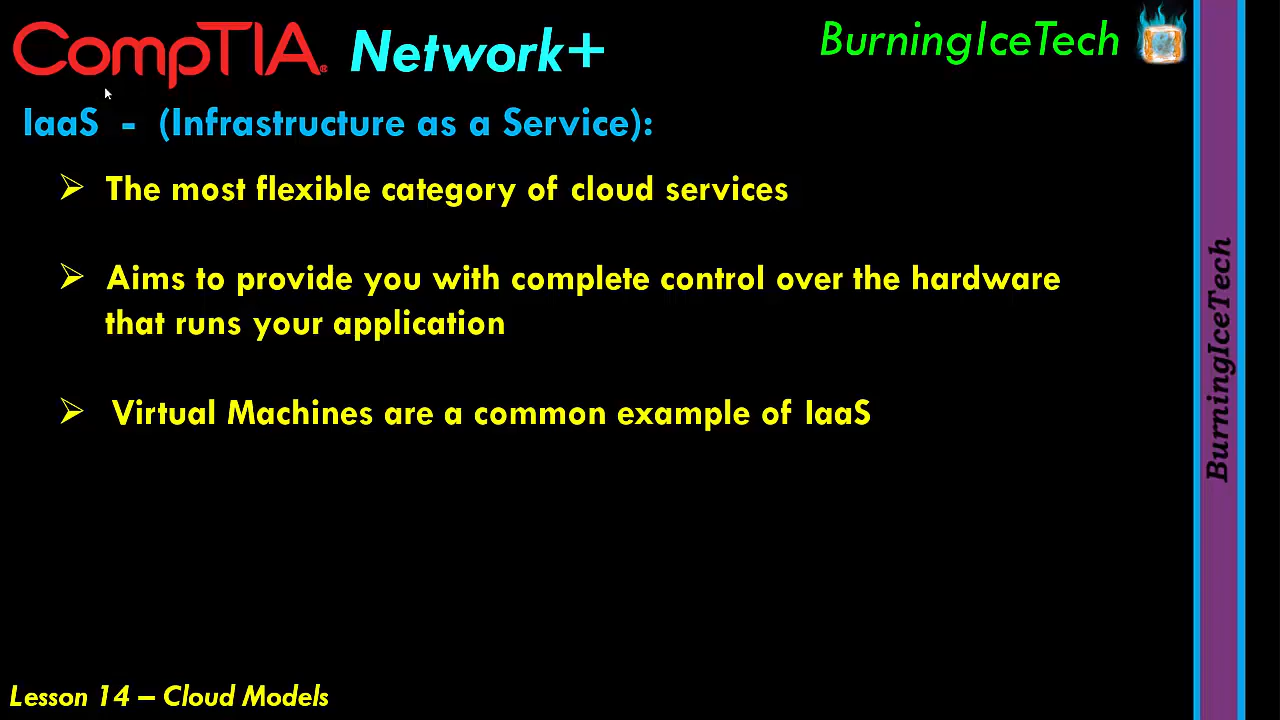 CompTIA® Network+
BurningIceTech
IaaS - (Infrastructure as a Service):
➢ The most flexible category of cloud services
➢ Aims to provide you with complete control over the hardware
that runs your application
➢ Virtual Machines are a common example of IaaS
BurningIceTech
Lesson 14 – Cloud Models